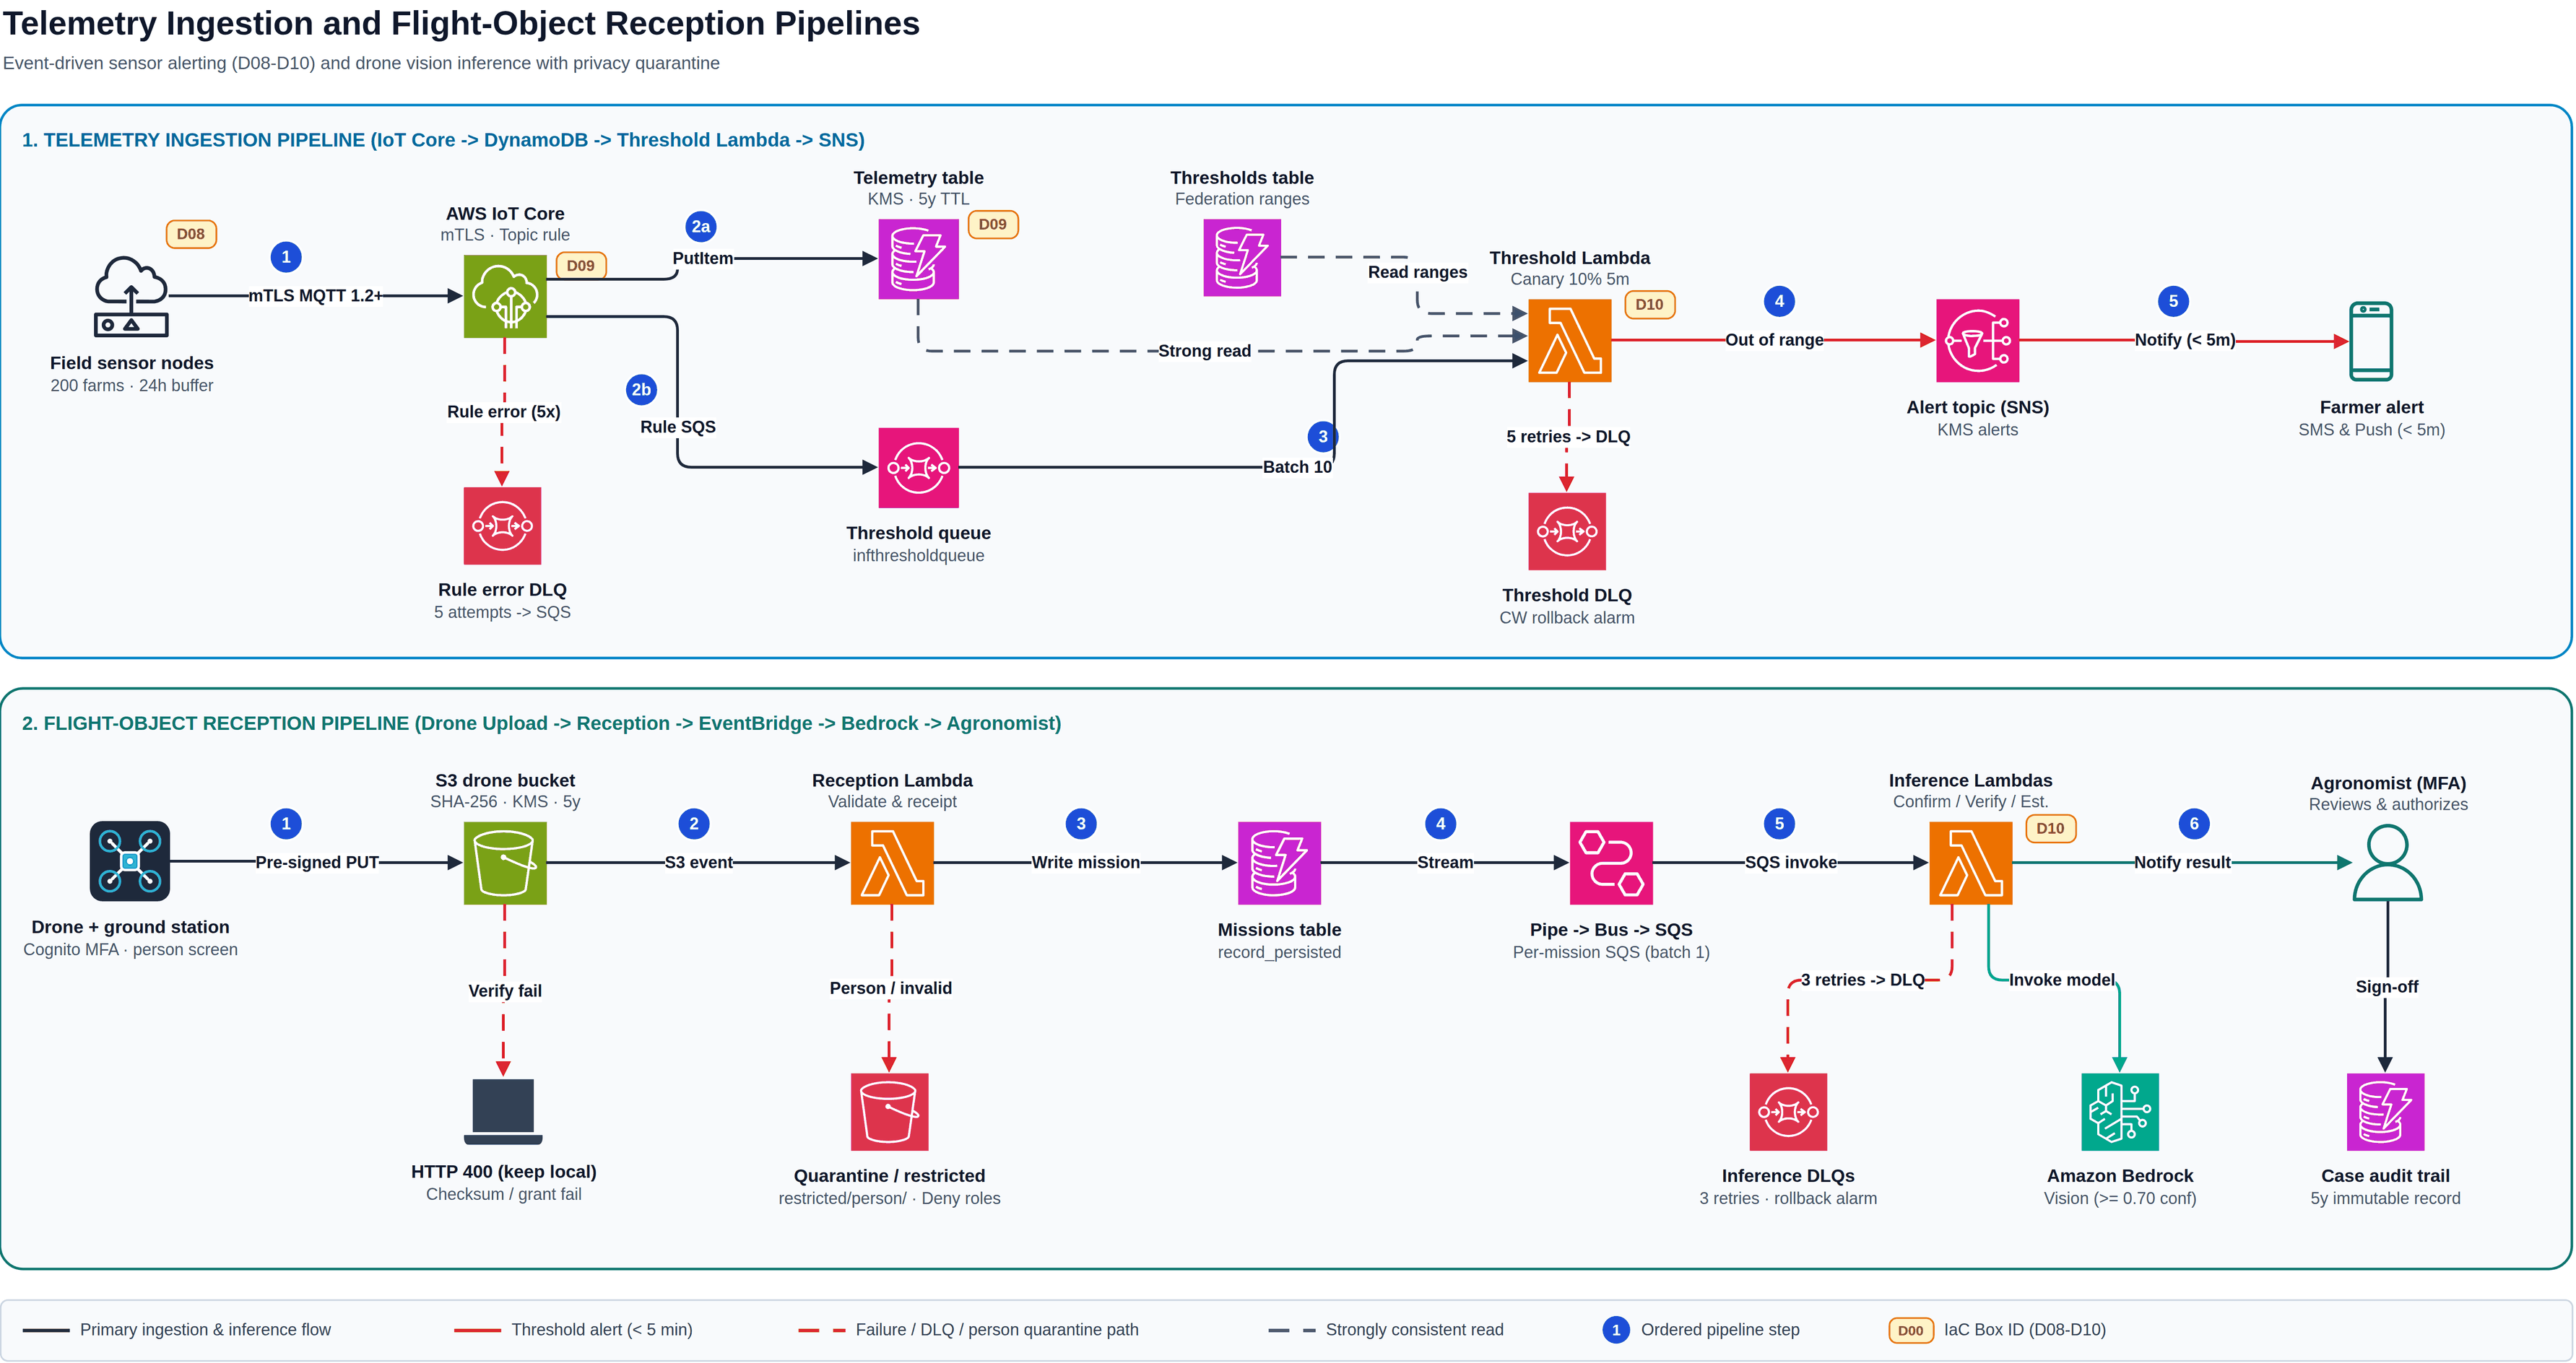 Telemetry Ingestion and Flight-Object Reception Pipelines
Event-driven sensor alerting (D08-D10) and drone vision inference with privacy quarantine
1. TELEMETRY INGESTION PIPELINE (IoT Core -> DynamoDB -> Threshold Lambda -> SNS)
D08
1
mTLS MQTT 1.2+
Field sensor nodes
200 farms · 24h buffer
AWS IoT Core
mTLS · Topic rule
D09
Rule error (5x)
Rule error DLQ
5 attempts -> SQS
2a
PutItem
2b
Rule SQS
Telemetry table
KMS · 5y TTL
D09
Strong read
Threshold queue
infthresholdqueue
3
Batch 10
Thresholds table
Federation ranges
Read ranges
Threshold Lambda
Canary 10% 5m
D10
5 retries -> DLQ
Threshold DLQ
CW rollback alarm
4
Out of range
Alert topic (SNS)
KMS alerts
5
Notify (< 5m)
Farmer alert
SMS & Push (< 5m)
2. FLIGHT-OBJECT RECEPTION PIPELINE (Drone Upload -> Reception -> EventBridge -> Bedrock -> Agronomist)
Drone + ground station
Cognito MFA · person screen
1
Pre-signed PUT
S3 drone bucket
SHA-256 · KMS · 5y
Verify fail
HTTP 400 (keep local)
Checksum / grant fail
2
S3 event
Reception Lambda
Validate & receipt
Person / invalid
Quarantine / restricted
restricted/person/ · Deny roles
3
Write mission
Missions table
record_persisted
4
Stream
Pipe -> Bus -> SQS
Per-mission SQS (batch 1)
5
SQS invoke
Inference Lambdas
Confirm / Verify / Est.
D10
3 retries -> DLQ
Inference DLQs
3 retries · rollback alarm
Invoke model
Amazon Bedrock
Vision (>= 0.70 conf)
6
Notify result
Agronomist (MFA)
Reviews & authorizes
Sign-off
Case audit trail
5y immutable record
Primary ingestion & inference flow
Threshold alert (< 5 min)
Failure / DLQ / person quarantine path
Strongly consistent read
1
Ordered pipeline step
D00
IaC Box ID (D08-D10)